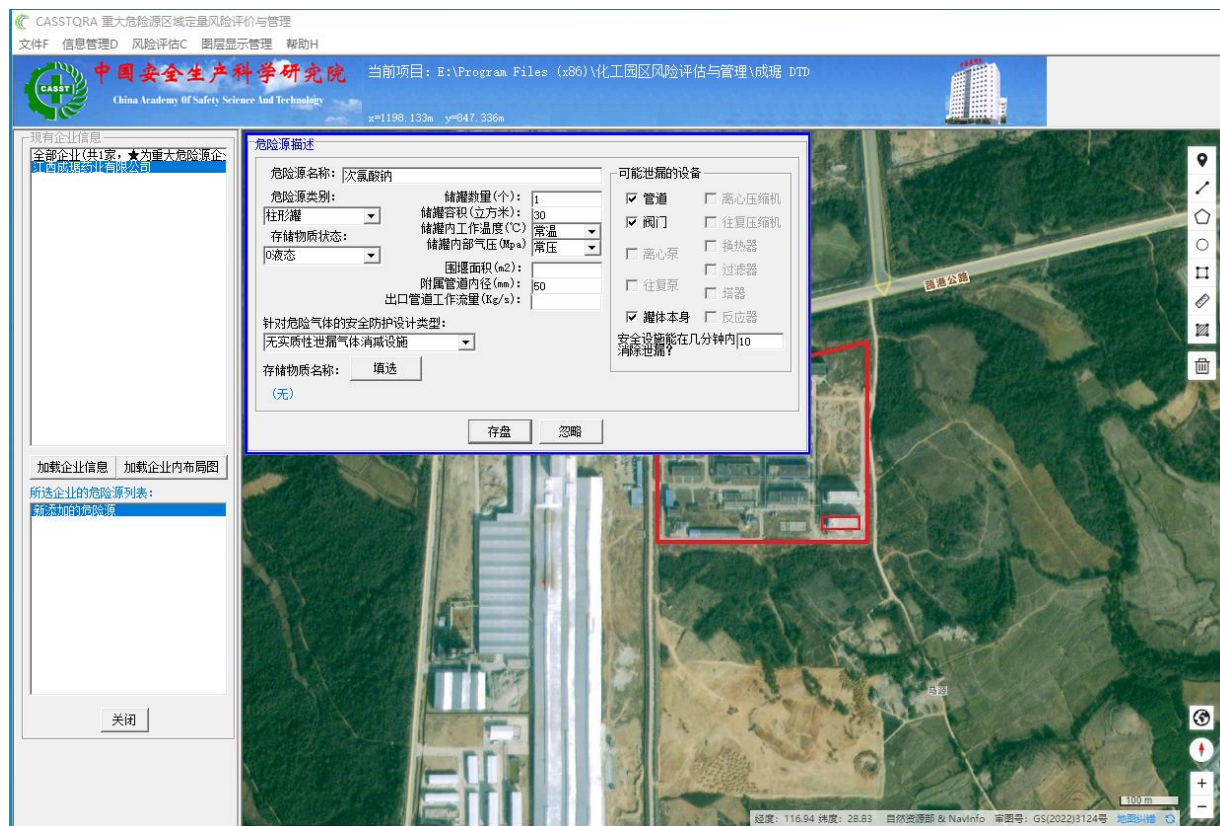 CASSTQRA 重大危险源区域定量风险评价与管理
文件F 信息管理D 风险评估C 图层显示管理 帮助H
CASST
中国安全生产科学研究院
China Academy Of Safety Science And Technology
当前项目：E:\Program Files (x86)\化工园区风险评估与管理\成琚 DTD
x=1198.133m y=647.336m
现有企业信息
全部企业(共1家，★为重大危险源企
江西成琚药业有限公司
加载企业信息 加载企业内布局图
所选企业的危险源列表：
新添加的危险源
关闭
危险源描述
危险源名称：次氯酸钠
危险源类别：
柱形罐
存储物质状态：
0液态
储罐数量(个)：1
储罐容积(立方米)：30
储罐内工作温度(℃)常温
储罐内部气压(Mpa)常压
围堰面积(m2)：
附属管道内径(mm)：50
出口管道工作流量(Kg/s)：
针对危险气体的安全防护设计类型：
无实质性泄漏气体消减设施
存储物质名称： 填选
(无)
可能泄漏的设备
管道 离心压缩机
阀门 往复压缩机
离心泵 换热器
过滤器
往复泵 塔器
罐体本身 反应器
安全设施能在几分钟内消除泄漏？ 10
存盘 忽略
马源
100 m
经度：116.94 纬度：28.83 自然资源部 & NavInfo 审图号：GS(2022)3124号 地图纠错